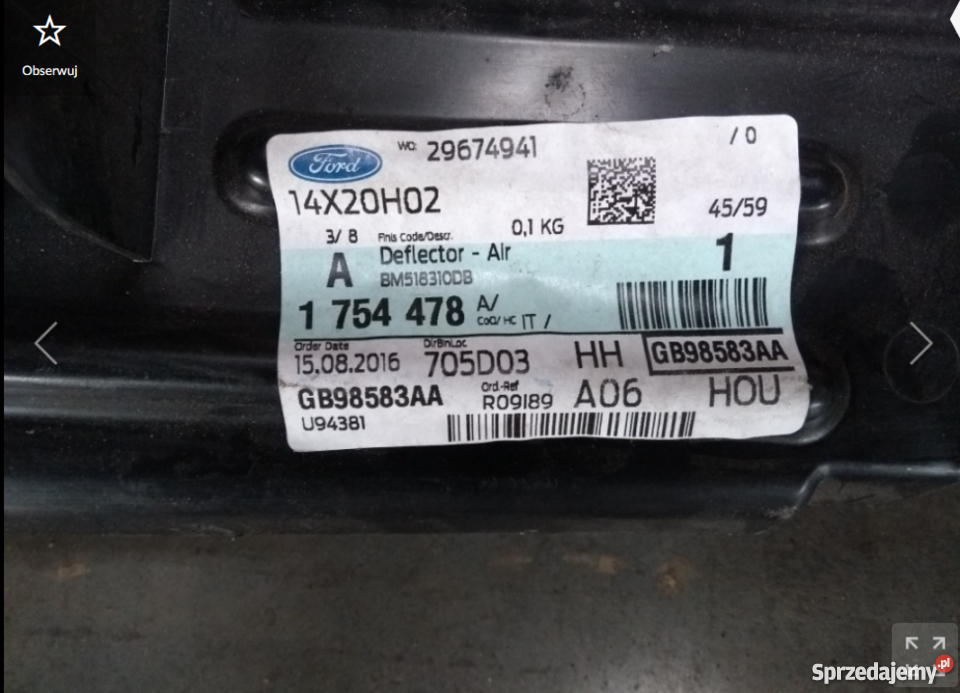 Obserwuj
Ford
WO: 29674941
/ 0
14X20H02
45/59
3/ 8
Finis Code/Descr.
0,1 KG
A
Deflector - Air
1
BM518310DB
1 754 478 A/
CoO/HC IT /
Order Date
DirBinLoc
15.08.2016 705D03 HH GB98583AA
GB98583AA
Ord.-Ref
R09189 A06 HOU
U94381
Sprzedajemy.pl